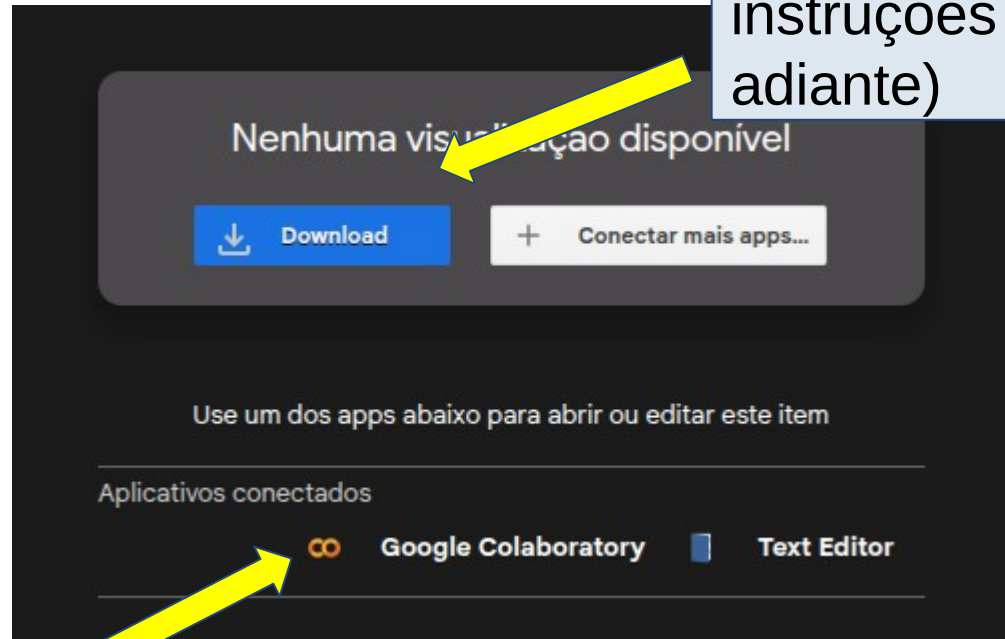 instruções
adiante)
Nenhuma visualização disponível
Download
Conectar mais apps...
Use um dos apps abaixo para abrir ou editar este item
Aplicativos conectados
Google Colaboratory
Text Editor